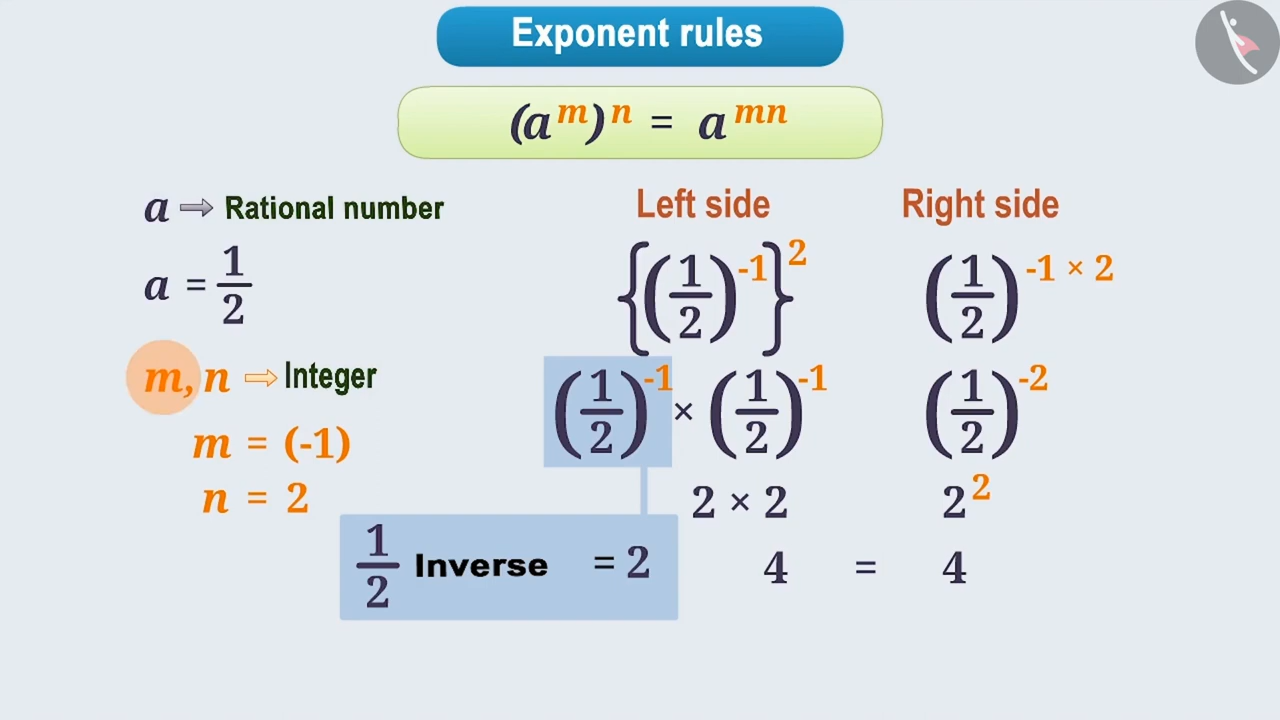 Exponent rules
(a^m)^n = a^mn
a ⇒ Rational number
a = 1/2
m, n ⇒ Integer
m = (-1)
n = 2
Left side
{(1/2)^-1}^2
(1/2)^-1 × (1/2)^-1
2 × 2
1/2 Inverse = 2
Right side
(1/2)^-1 × 2
(1/2)^-2
2^2
4 = 4